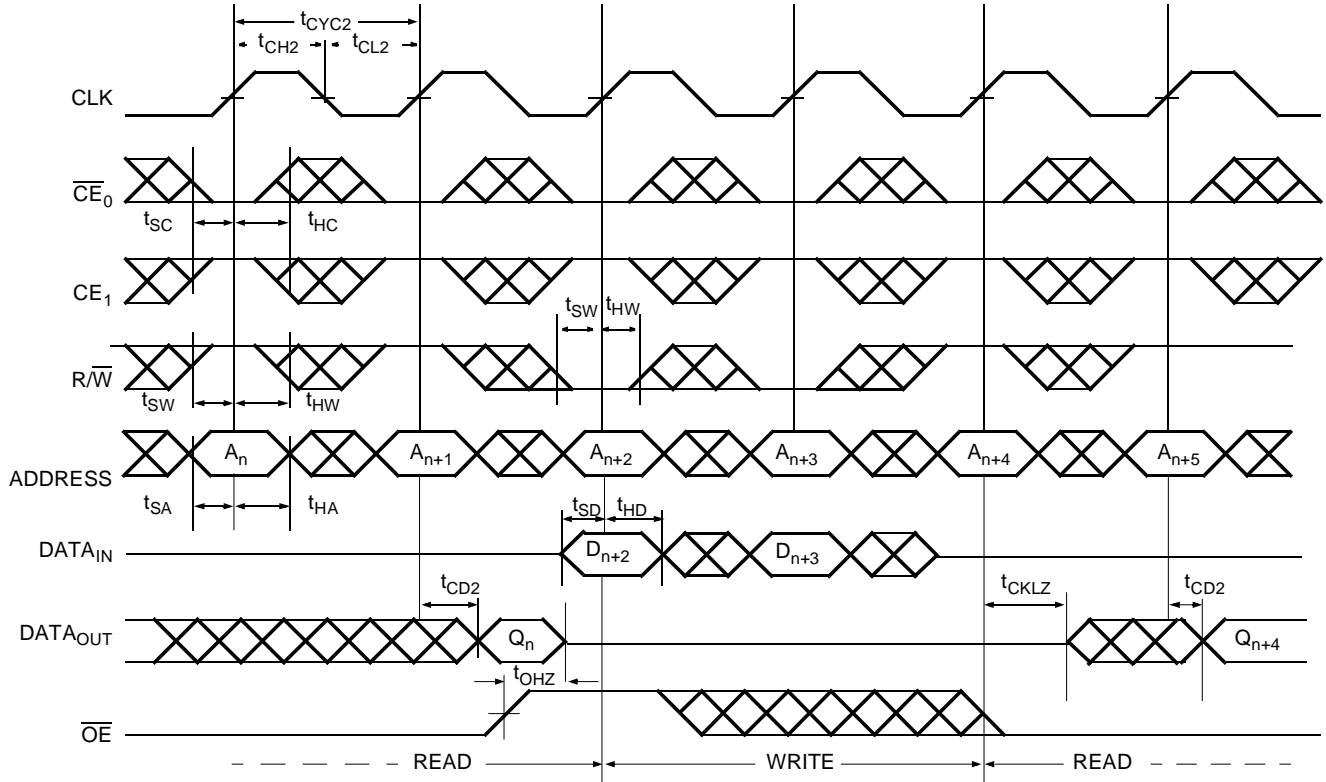 tCYC2
tCH2 tCL2
CLK
CE0
tSC tHC
CE1
tSW tHW
R/W
tSW tHW
An An+1 An+2 An+3 An+4 An+5
ADDRESS
tSA tHA
tSD tHD
DATAIN Dn+2 Dn+3
tCD2 tCKLZ tCD2
DATAOUT Qn Qn+4
tOHZ
OE
READ WRITE READ